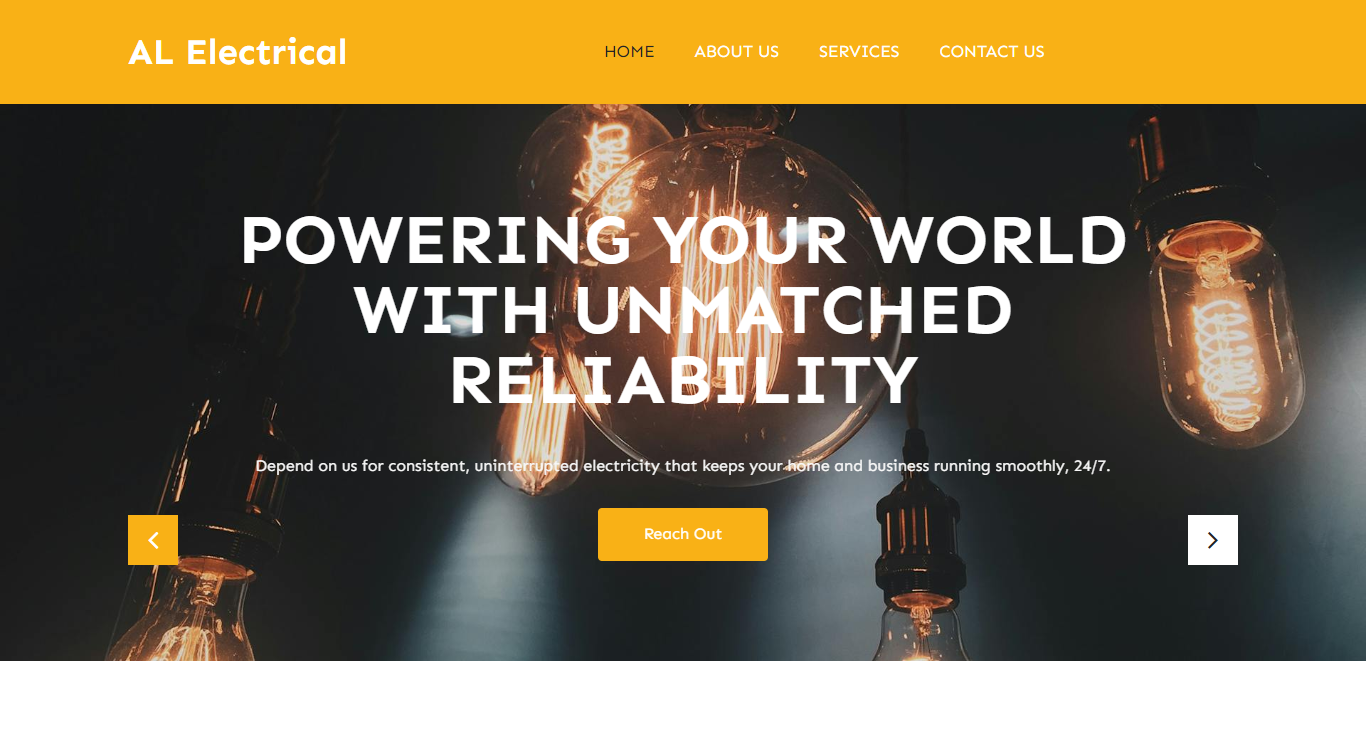 AL Electrical
HOME ABOUT US SERVICES CONTACT US
POWERING YOUR WORLD
WITH UNMATCHED
RELIABILITY
Depend on us for consistent, uninterrupted electricity that keeps your home and business running smoothly, 24/7.
Reach Out